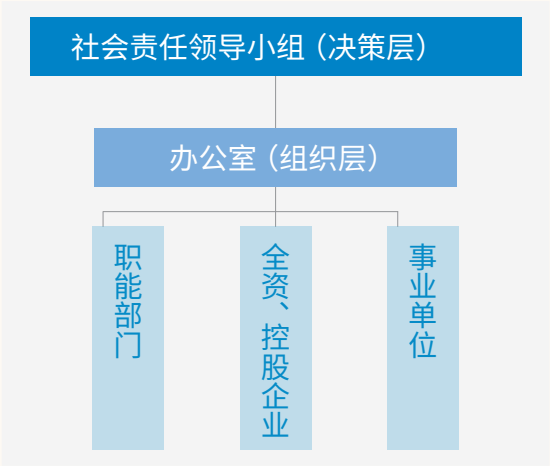 社会责任领导小组（决策层）
办公室（组织层）
职能部门
全资、控股企业
事业单位